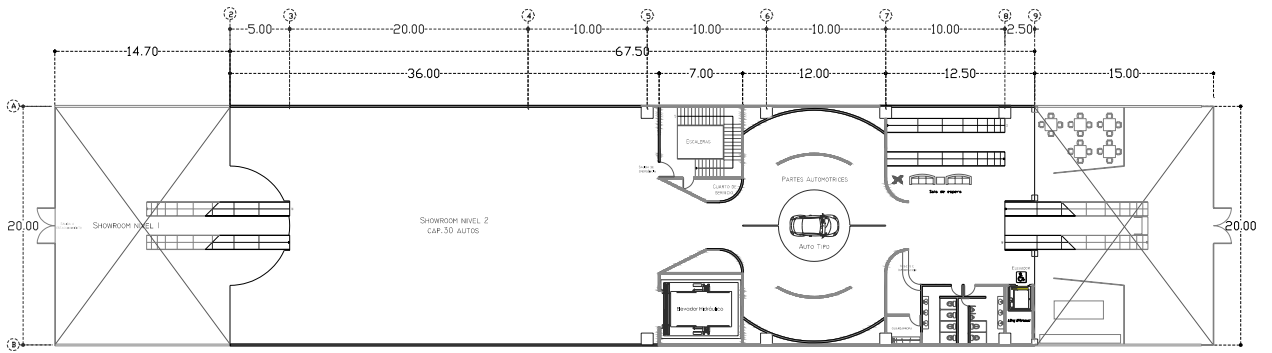 2 3 4 5 6 7 8 9
5.00 20.00 10.00 10.00 10.00 10.00 2.50
14.70 67.50
36.00 7.00 12.00 12.50 15.00
A
ESCALERAS
CUARTO DE
SERVICIO
PARTES AUTOMOTRICES
Sala de espera
SHOWROOM NIVEL 2
CAP.30 AUTOS
20.00
SHOWROOM NIVEL 1
20.00
AUTO TIPO
Elevador Hidráulico
B